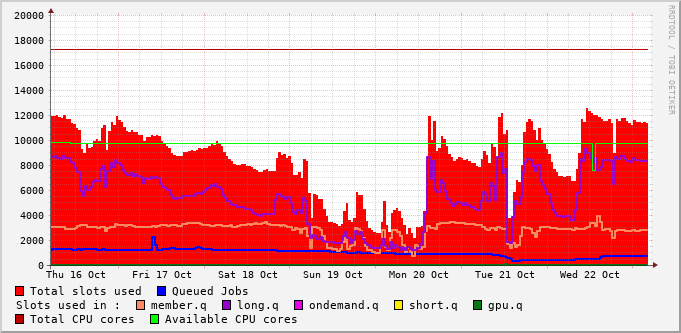 RRDTOOL / TOBI OETIKER
20000
18000
16000
14000
12000
10000
8000
6000
4000
2000
0
Thu 16 Oct Fri 17 Oct Sat 18 Oct Sun 19 Oct Mon 20 Oct Tue 21 Oct Wed 22 Oct
Total slots used Queued Jobs
Slots used in : member.q long.q ondemand.q short.q gpu.q
Total CPU cores Available CPU cores